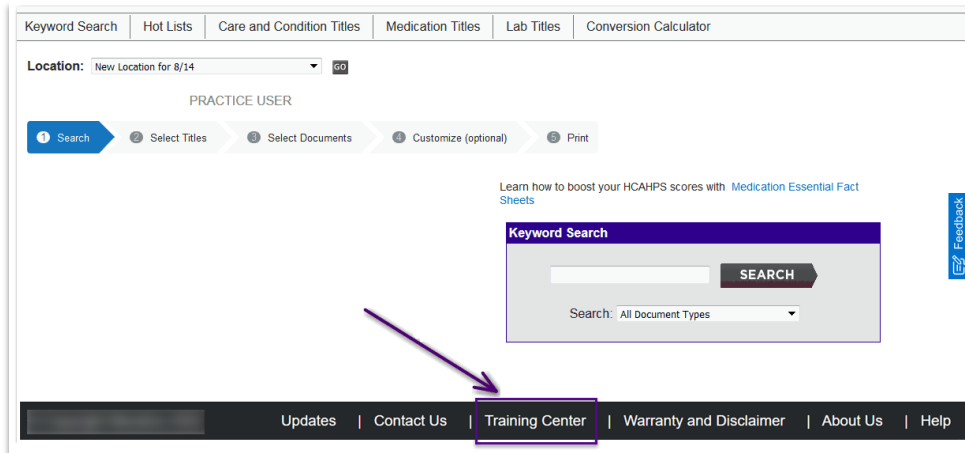 Keyword Search Hot Lists Care and Condition Titles Medication Titles Lab Titles Conversion Calculator
Location: New Location for 8/14 GO
PRACTICE USER
1 Search 2 Select Titles 3 Select Documents 4 Customize (optional) 5 Print
Learn how to boost your HCAHPS scores with Medication Essential Fact
Sheets
Feedback
Keyword Search
SEARCH
Search: All Document Types
Updates | Contact Us | Training Center | Warranty and Disclaimer | About Us | Help